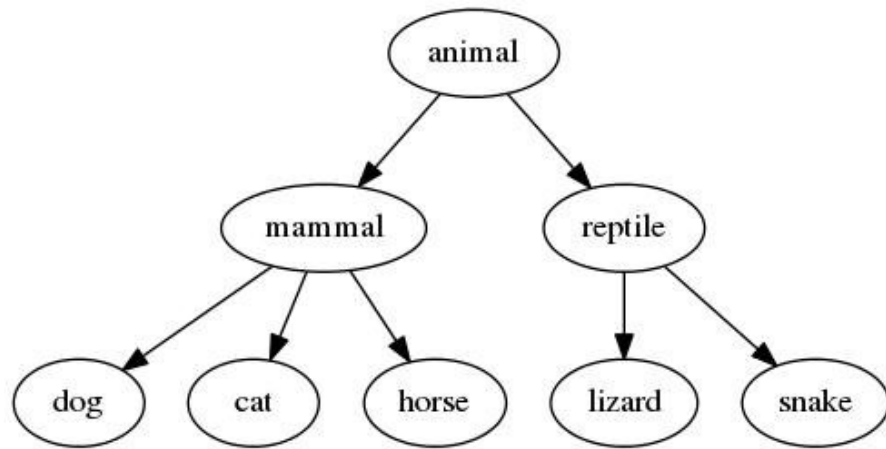 animal
mammal
reptile
dog
cat
horse
lizard
snake